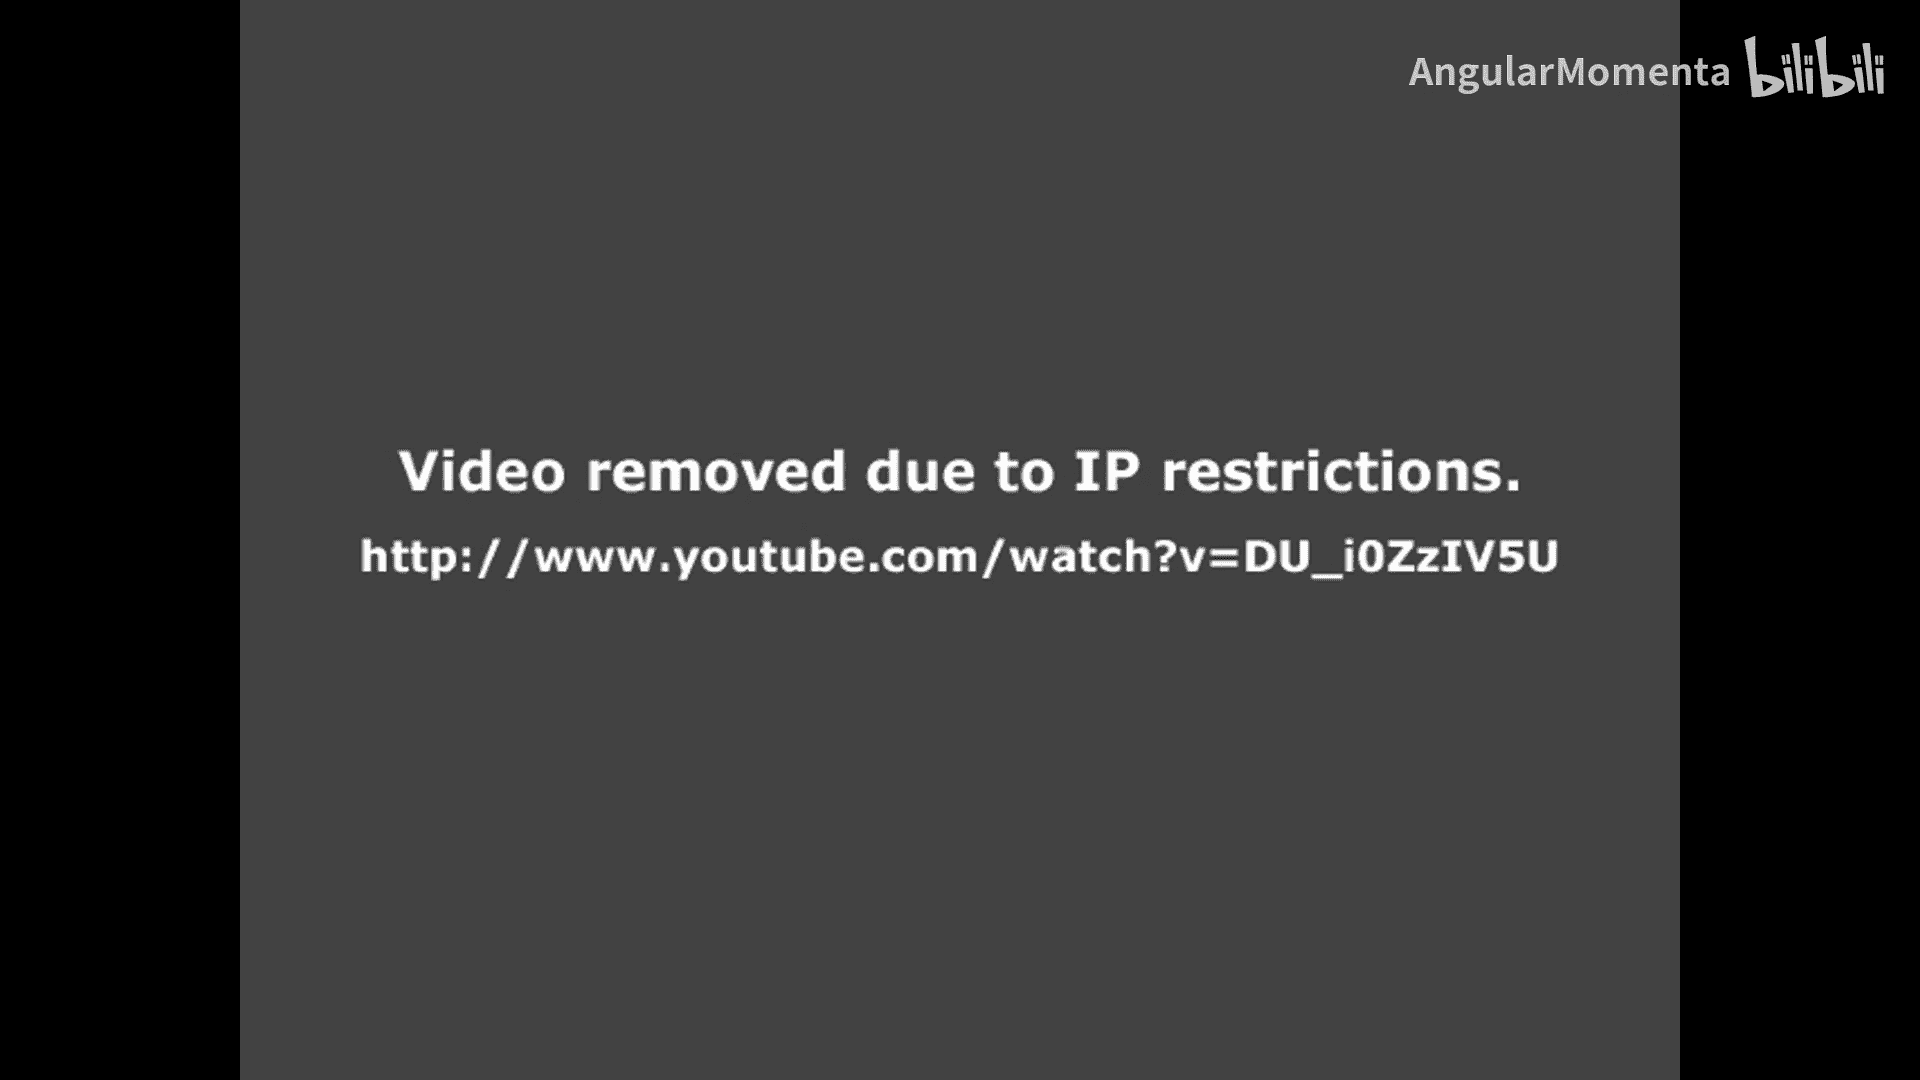 AngularMomenta bilibili
Video removed due to IP restrictions.
http://www.youtube.com/watch?v=DU_i0ZzIV5U